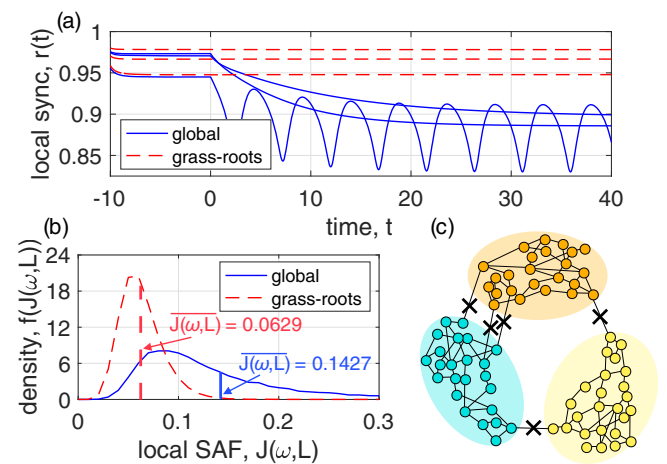 (a)
local sync, r(t)
1
0.95
0.9
0.85
global
grass-roots
-10
0
10
20
30
40
time, t
(b)
density, f(J(ω,L))
24
18
12
6
0
global
grass-roots
J(ω,L) = 0.0629
J(ω,L) = 0.1427
0
0.1
0.2
0.3
local SAF, J(ω,L)
(c)